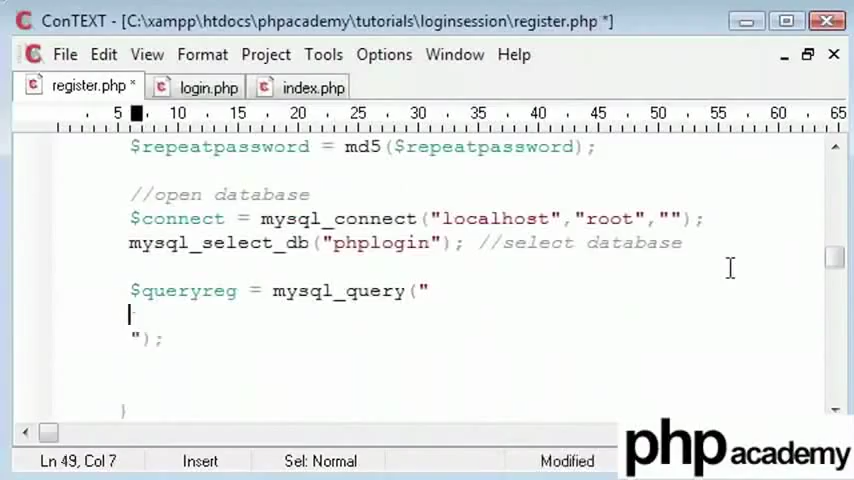 ConTEXT - [C:\xampp\htdocs\phpacademy\tutorials\loginsession\register.php *]
File Edit View Format Project Tools Options Window Help
register.php * login.php index.php
5 10 15 20 25 30 35 40 45 50 55 60 65
$repeatpassword = md5($repeatpassword);
//open database
$connect = mysql_connect("localhost","root","");
mysql_select_db("phplogin"); //select database
$queryreg = mysql_query("
");
}
Ln 49, Col 7 Insert Sel: Normal Modified
php academy